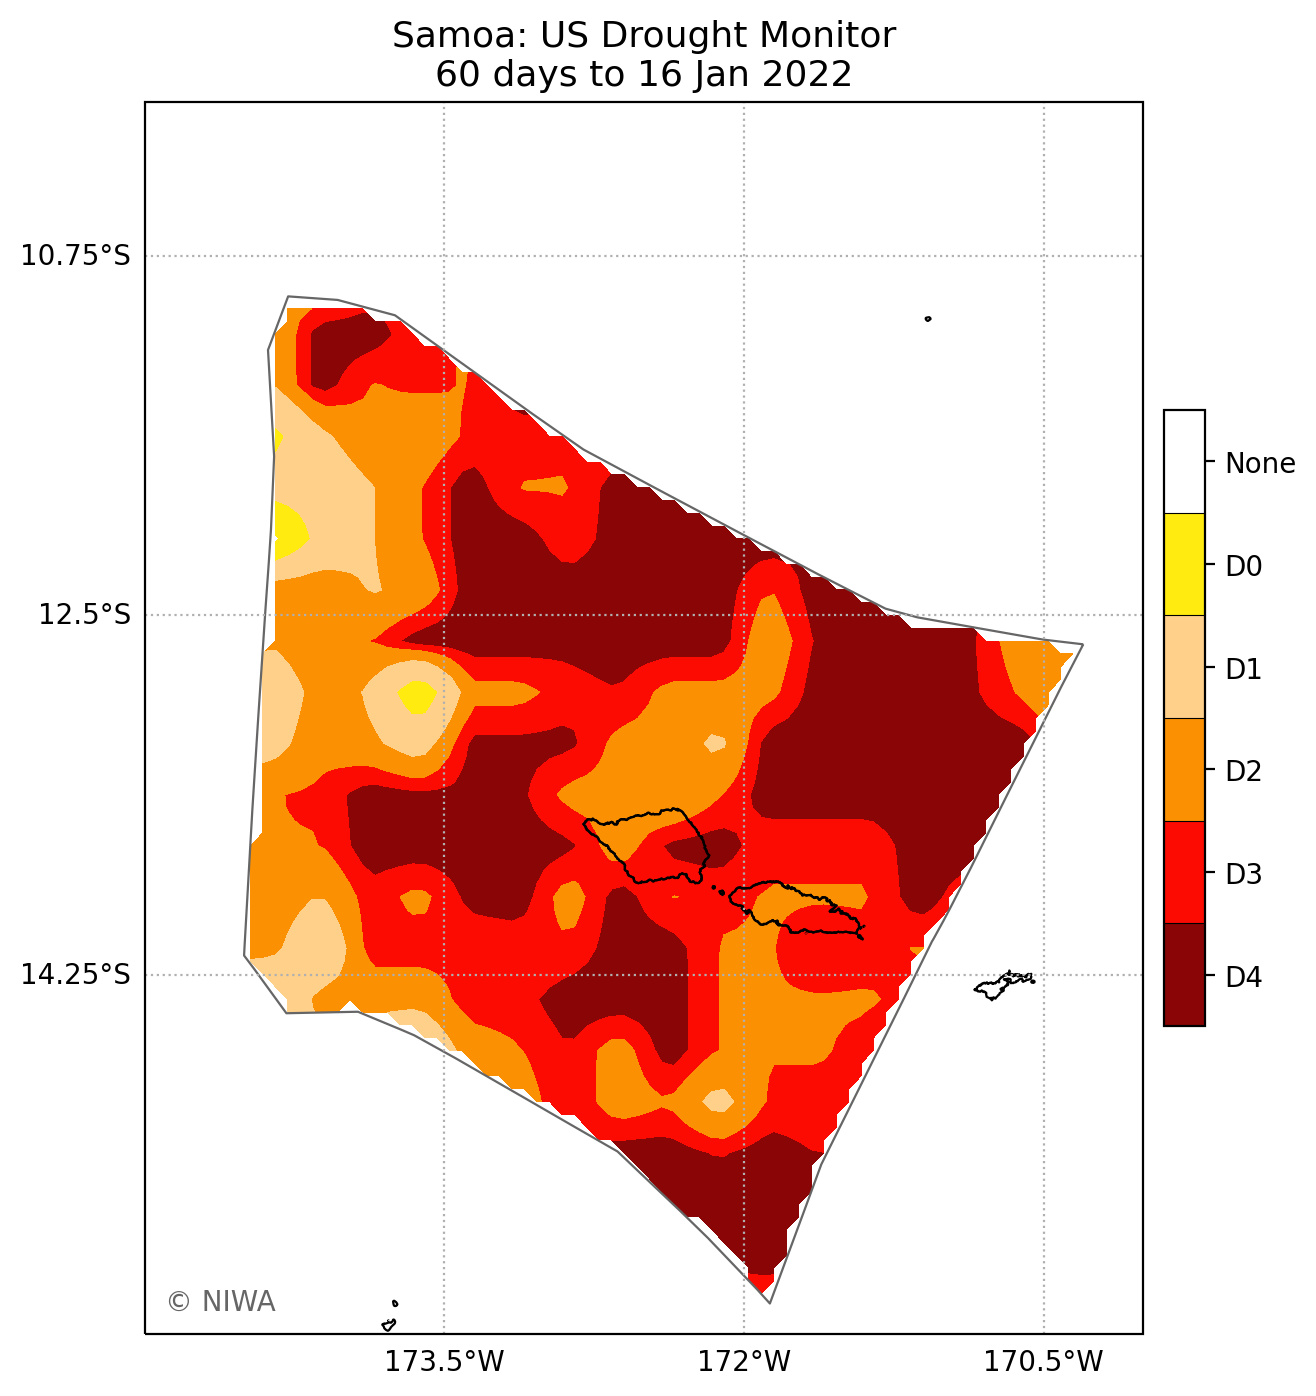 Samoa: US Drought Monitor
60 days to 16 Jan 2022
10.75°S
12.5°S
14.25°S
173.5°W
172°W
170.5°W
None
D0
D1
D2
D3
D4
© NIWA